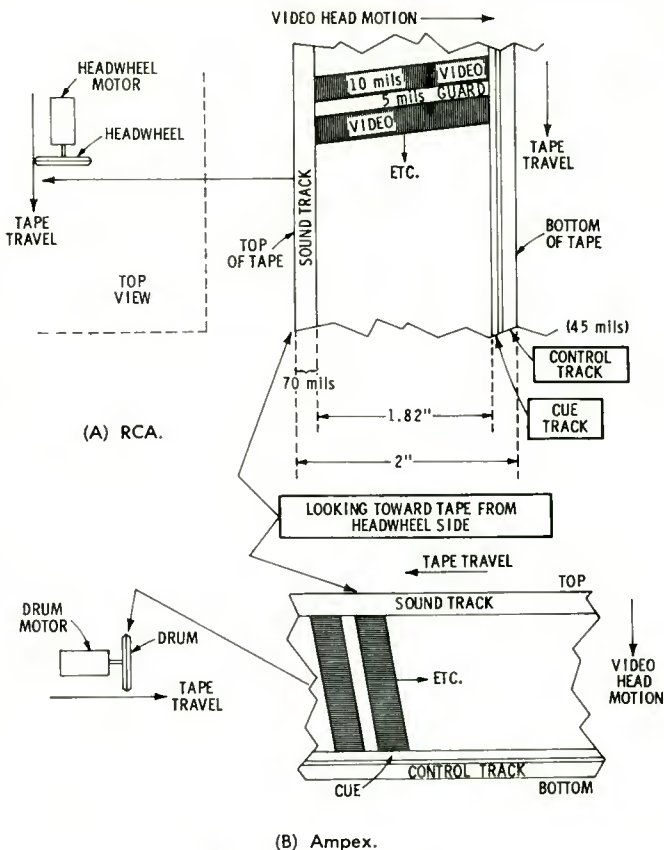 VIDEO HEAD MOTION
HEADWHEEL
MOTOR
HEADWHEEL
TAPE
TRAVEL
TOP
VIEW
TOP
OF TAPE
SOUND TRACK
10 mils
VIDEO
5 mils GUARD
VIDEO
ETC.
TAPE
TRAVEL
BOTTOM
OF TAPE
(45 mils)
CONTROL
TRACK
CUE
TRACK
70 mils
1.82"
2"
(A) RCA.
LOOKING TOWARD TAPE FROM
HEADWHEEL SIDE
TAPE TRAVEL
TOP
SOUND TRACK
DRUM
MOTOR
DRUM
TAPE
TRAVEL
ETC.
VIDEO
HEAD
MOTION
CUE
CONTROL TRACK
BOTTOM
(B) Ampex.